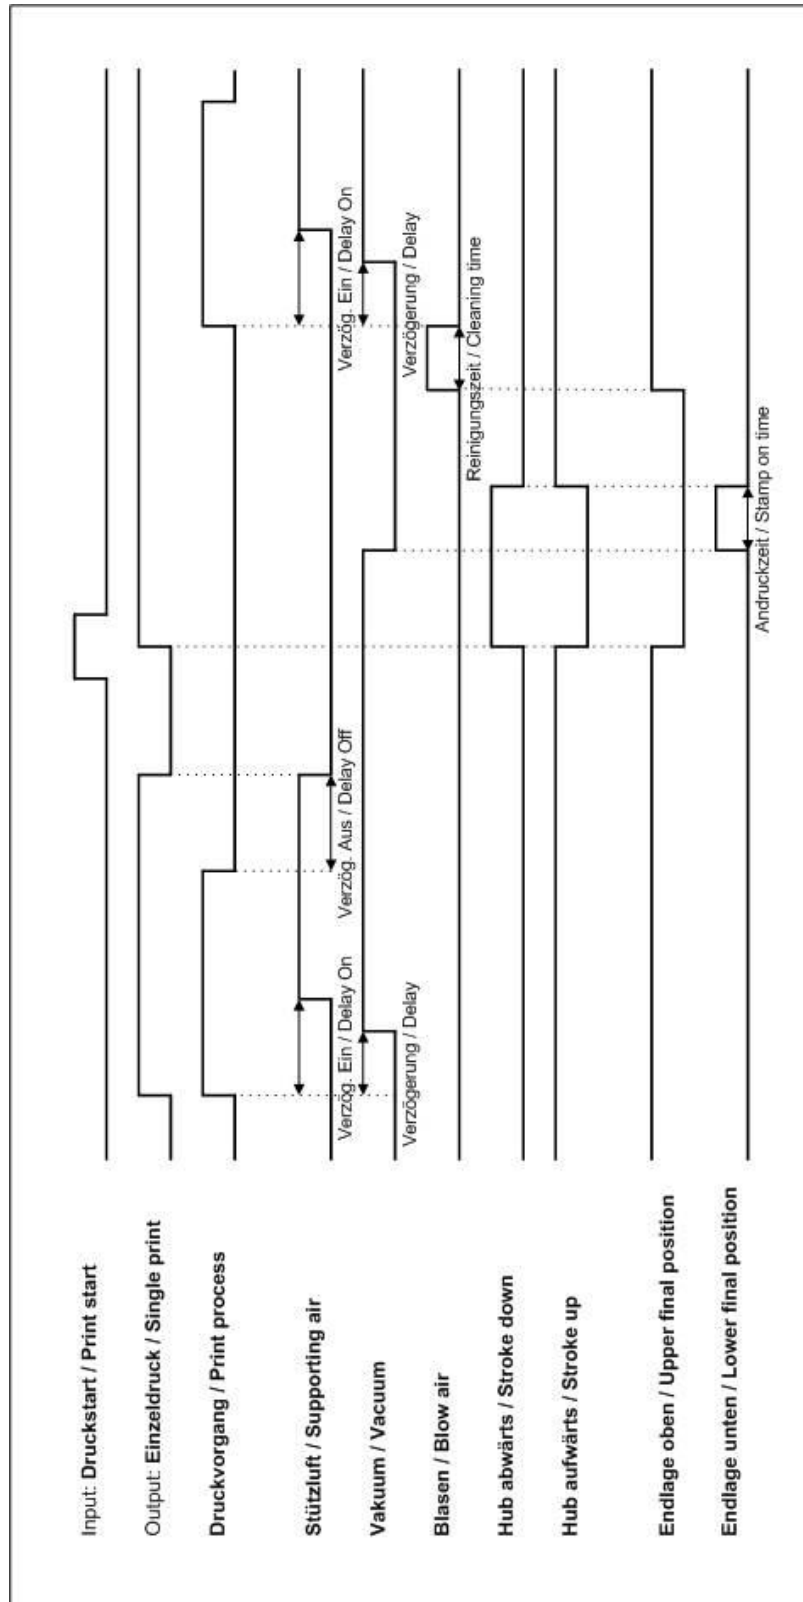 Input: Druckstart / Print start
Output: Einzeldruck / Single print
Druckvorgang / Print process
Stützluft / Supporting air
Verzög. Ein / Delay On
Verzög. Aus / Delay Off
Verzög. Ein / Delay On
Vakuum / Vacuum
Verzögerung / Delay
Verzögerung / Delay
Blasen / Blow air
Reinigungszeit / Cleaning time
Hub abwärts / Stroke down
Hub aufwärts / Stroke up
Endlage oben / Upper final position
Endlage unten / Lower final position
Andruckzeit / Stamp on time